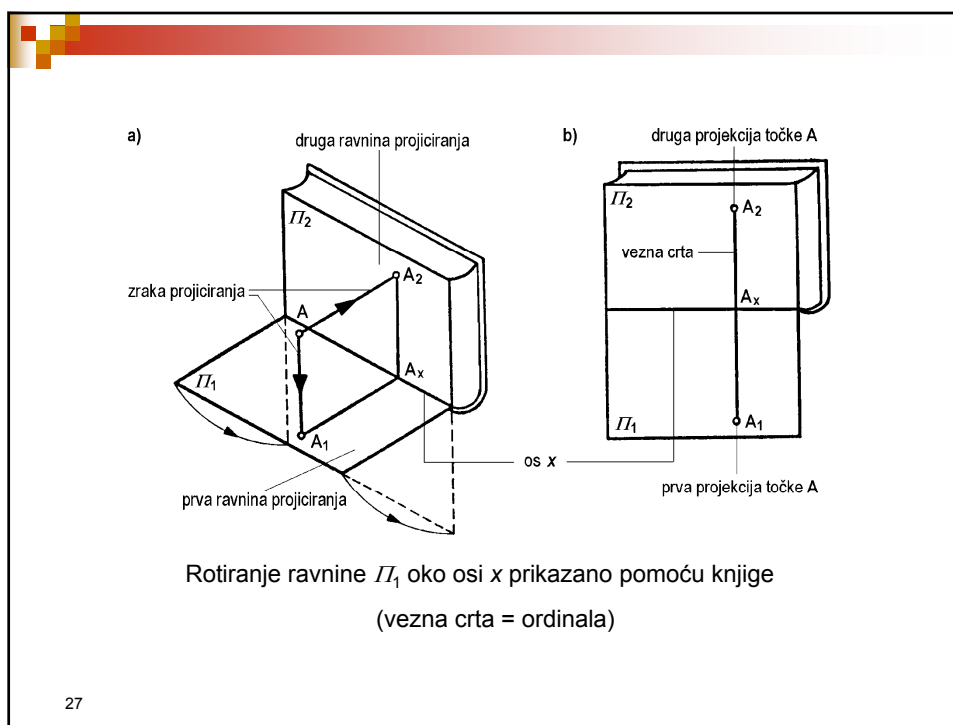 a)
druga ravnina projiciranja
Π2
A2
zraka projiciranja
A
Ax
Π1
A1
os x
prva ravnina projiciranja
b)
druga projekcija točke A
Π2
A2
vezna crta
Ax
Π1
A1
prva projekcija točke A
Rotiranje ravnine Π1 oko osi x prikazano pomoću knjige
(vezna crta = ordinala)
27